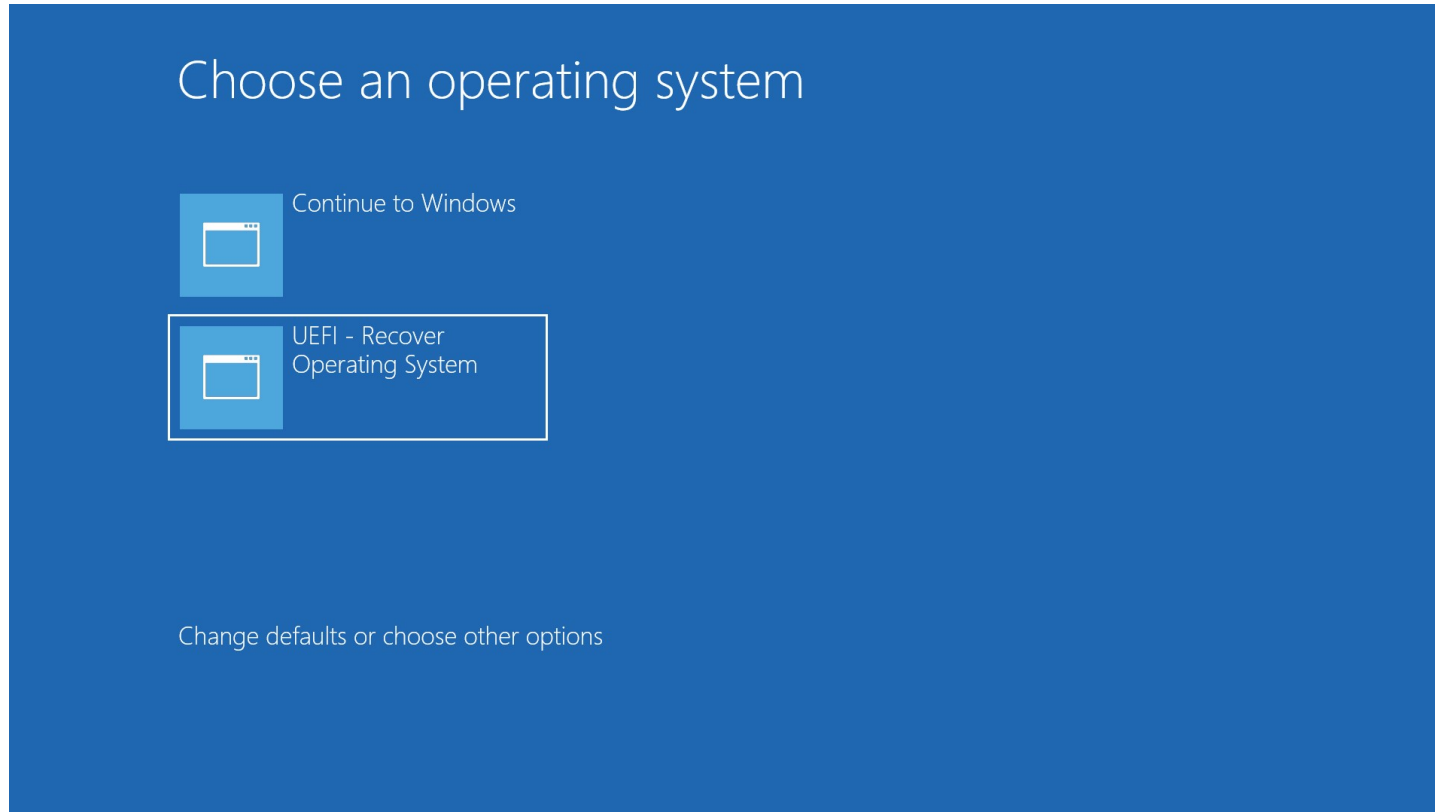 Choose an operating system
Continue to Windows
UEFI - Recover
Operating System
Change defaults or choose other options